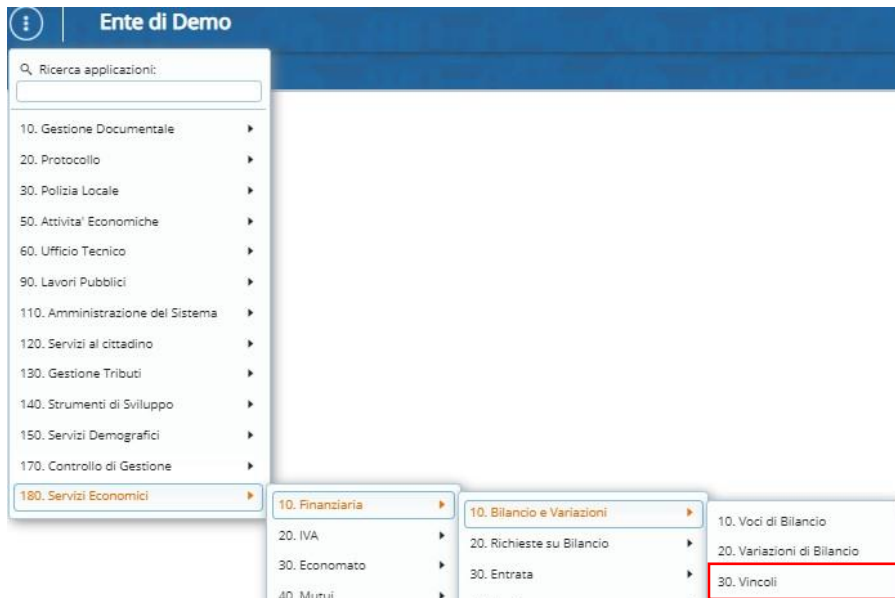 Ente di Demo
Ricerca applicazioni:
10. Gestione Documentale
20. Protocollo
30. Polizia Locale
50. Attivita' Economiche
60. Ufficio Tecnico
90. Lavori Pubblici
110. Amministrazione del Sistema
120. Servizi al cittadino
130. Gestione Tributi
140. Strumenti di Sviluppo
150. Servizi Demografici
170. Controllo di Gestione
180. Servizi Economici
10. Finanziaria
20. IVA
30. Economato
40. Mutui
10. Bilancio e Variazioni
20. Richieste su Bilancio
30. Entrata
10. Voci di Bilancio
20. Variazioni di Bilancio
30. Vincoli